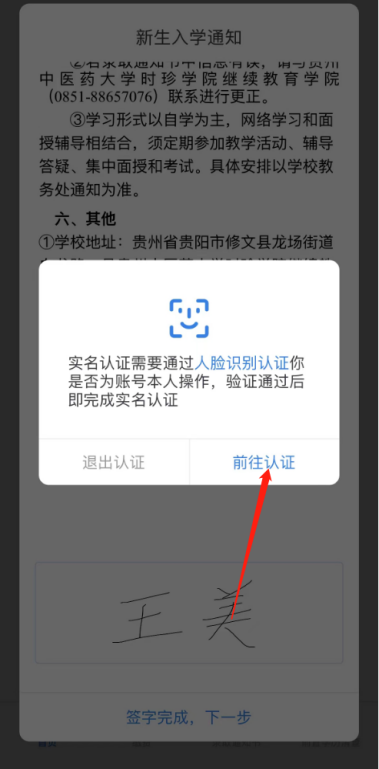 新生入学通知
②若录取通知书中信息有误，请与贵州
中医药大学时珍学院继续教育学院
（0851-88657076）联系进行更正。
③学习形式以自学为主，网络学习和面
授辅导相结合，须定期参加教学活动、辅导
答疑、集中面授和考试。具体安排以学校教
务处通知为准。
六、其他
①学校地址：贵州省贵阳市修文县龙场街道
实名认证需要通过人脸识别认证你
是否为账号本人操作，验证通过后
即完成实名认证
退出认证
前往认证
王美
签字完成，下一步